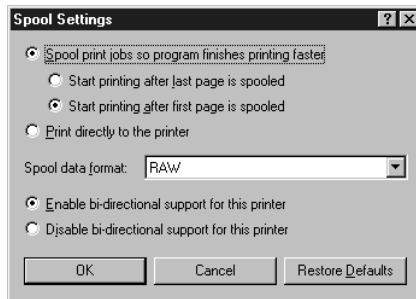 Spool Settings
Spool print jobs so program finishes printing faster
Start printing after last page is spooled
Start printing after first page is spooled
Print directly to the printer
Spool data format: RAW
Enable bi-directional support for this printer
Disable bi-directional support for this printer
OK Cancel Restore Defaults